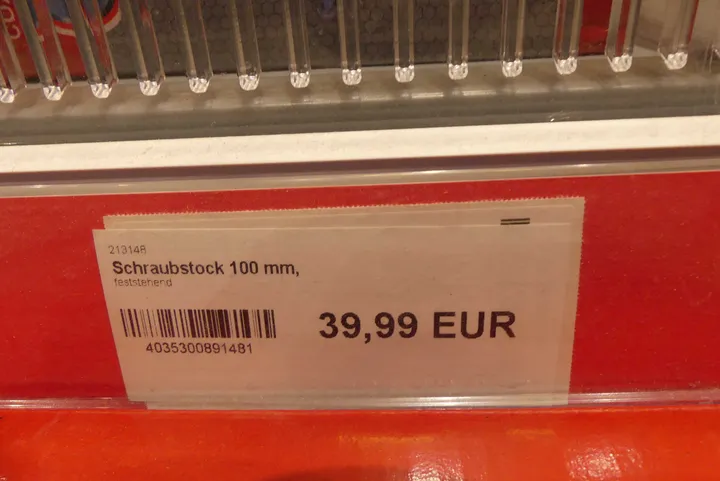 213148
Schraubstock 100 mm,
feststehend
39,99 EUR
4035300891481